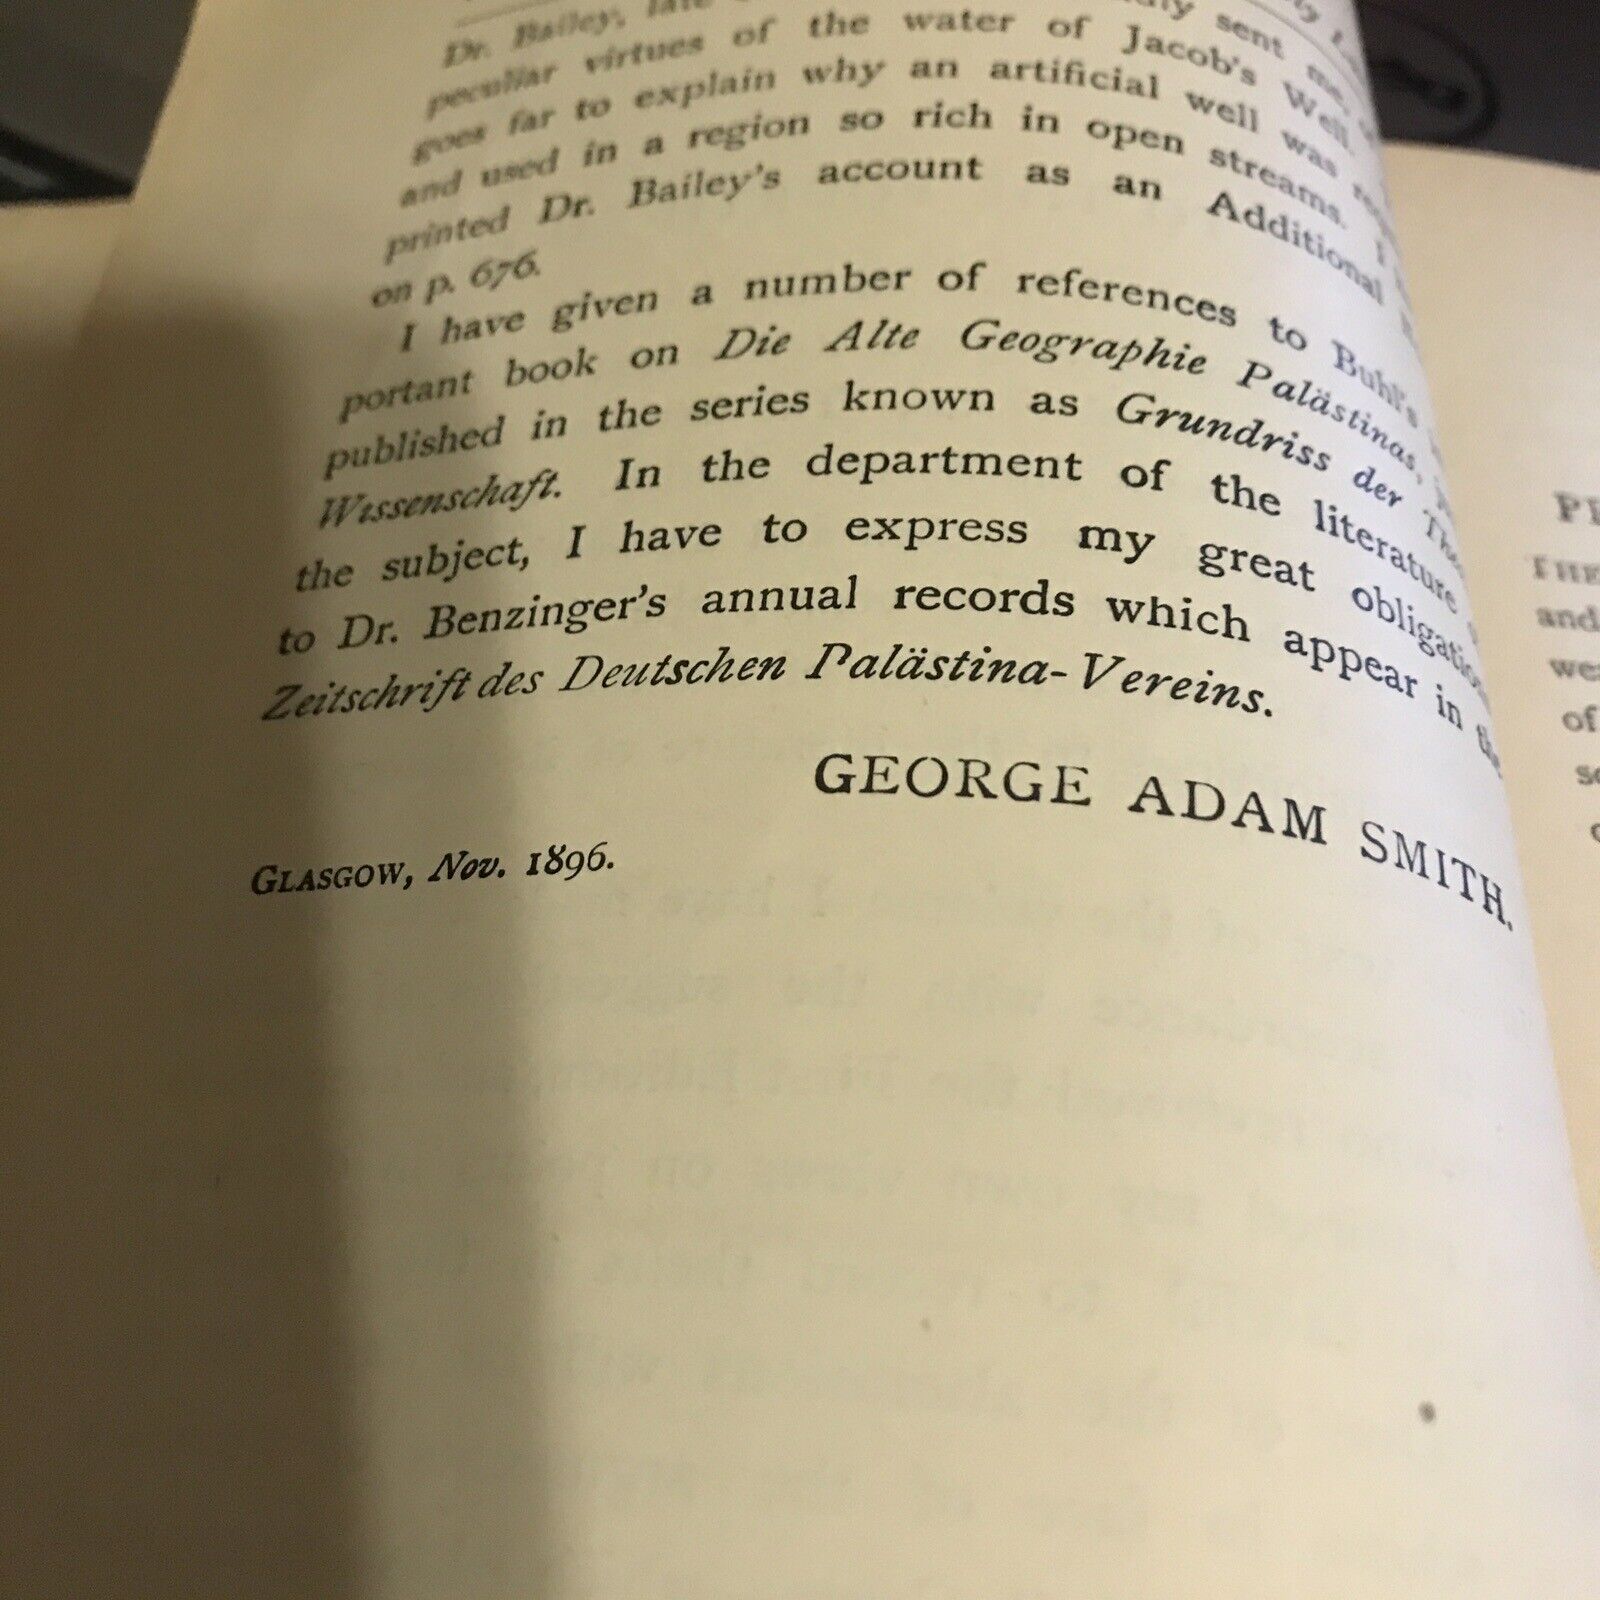 Dr. Bailey, late sent me,
peculiar virtues of the water of Jacob's Well.
goes far to explain why an artificial well was
and used in a region so rich in open streams. I
printed Dr. Bailey's account as an Additional
on p. 676.
I have given a number of references to Buhl's
portant book on Die Alte Geographie Palästinas,
published in the series known as Grundriss der
Wissenschaft. In the department of the literature
the subject, I have to express my great obligation
to Dr. Benzinger's annual records which appear in the
Zeitschrift des Deutschen Palästina-Vereins.
GEORGE ADAM SMITH.
GLASGOW, Nov. 1896.
THE
and
of